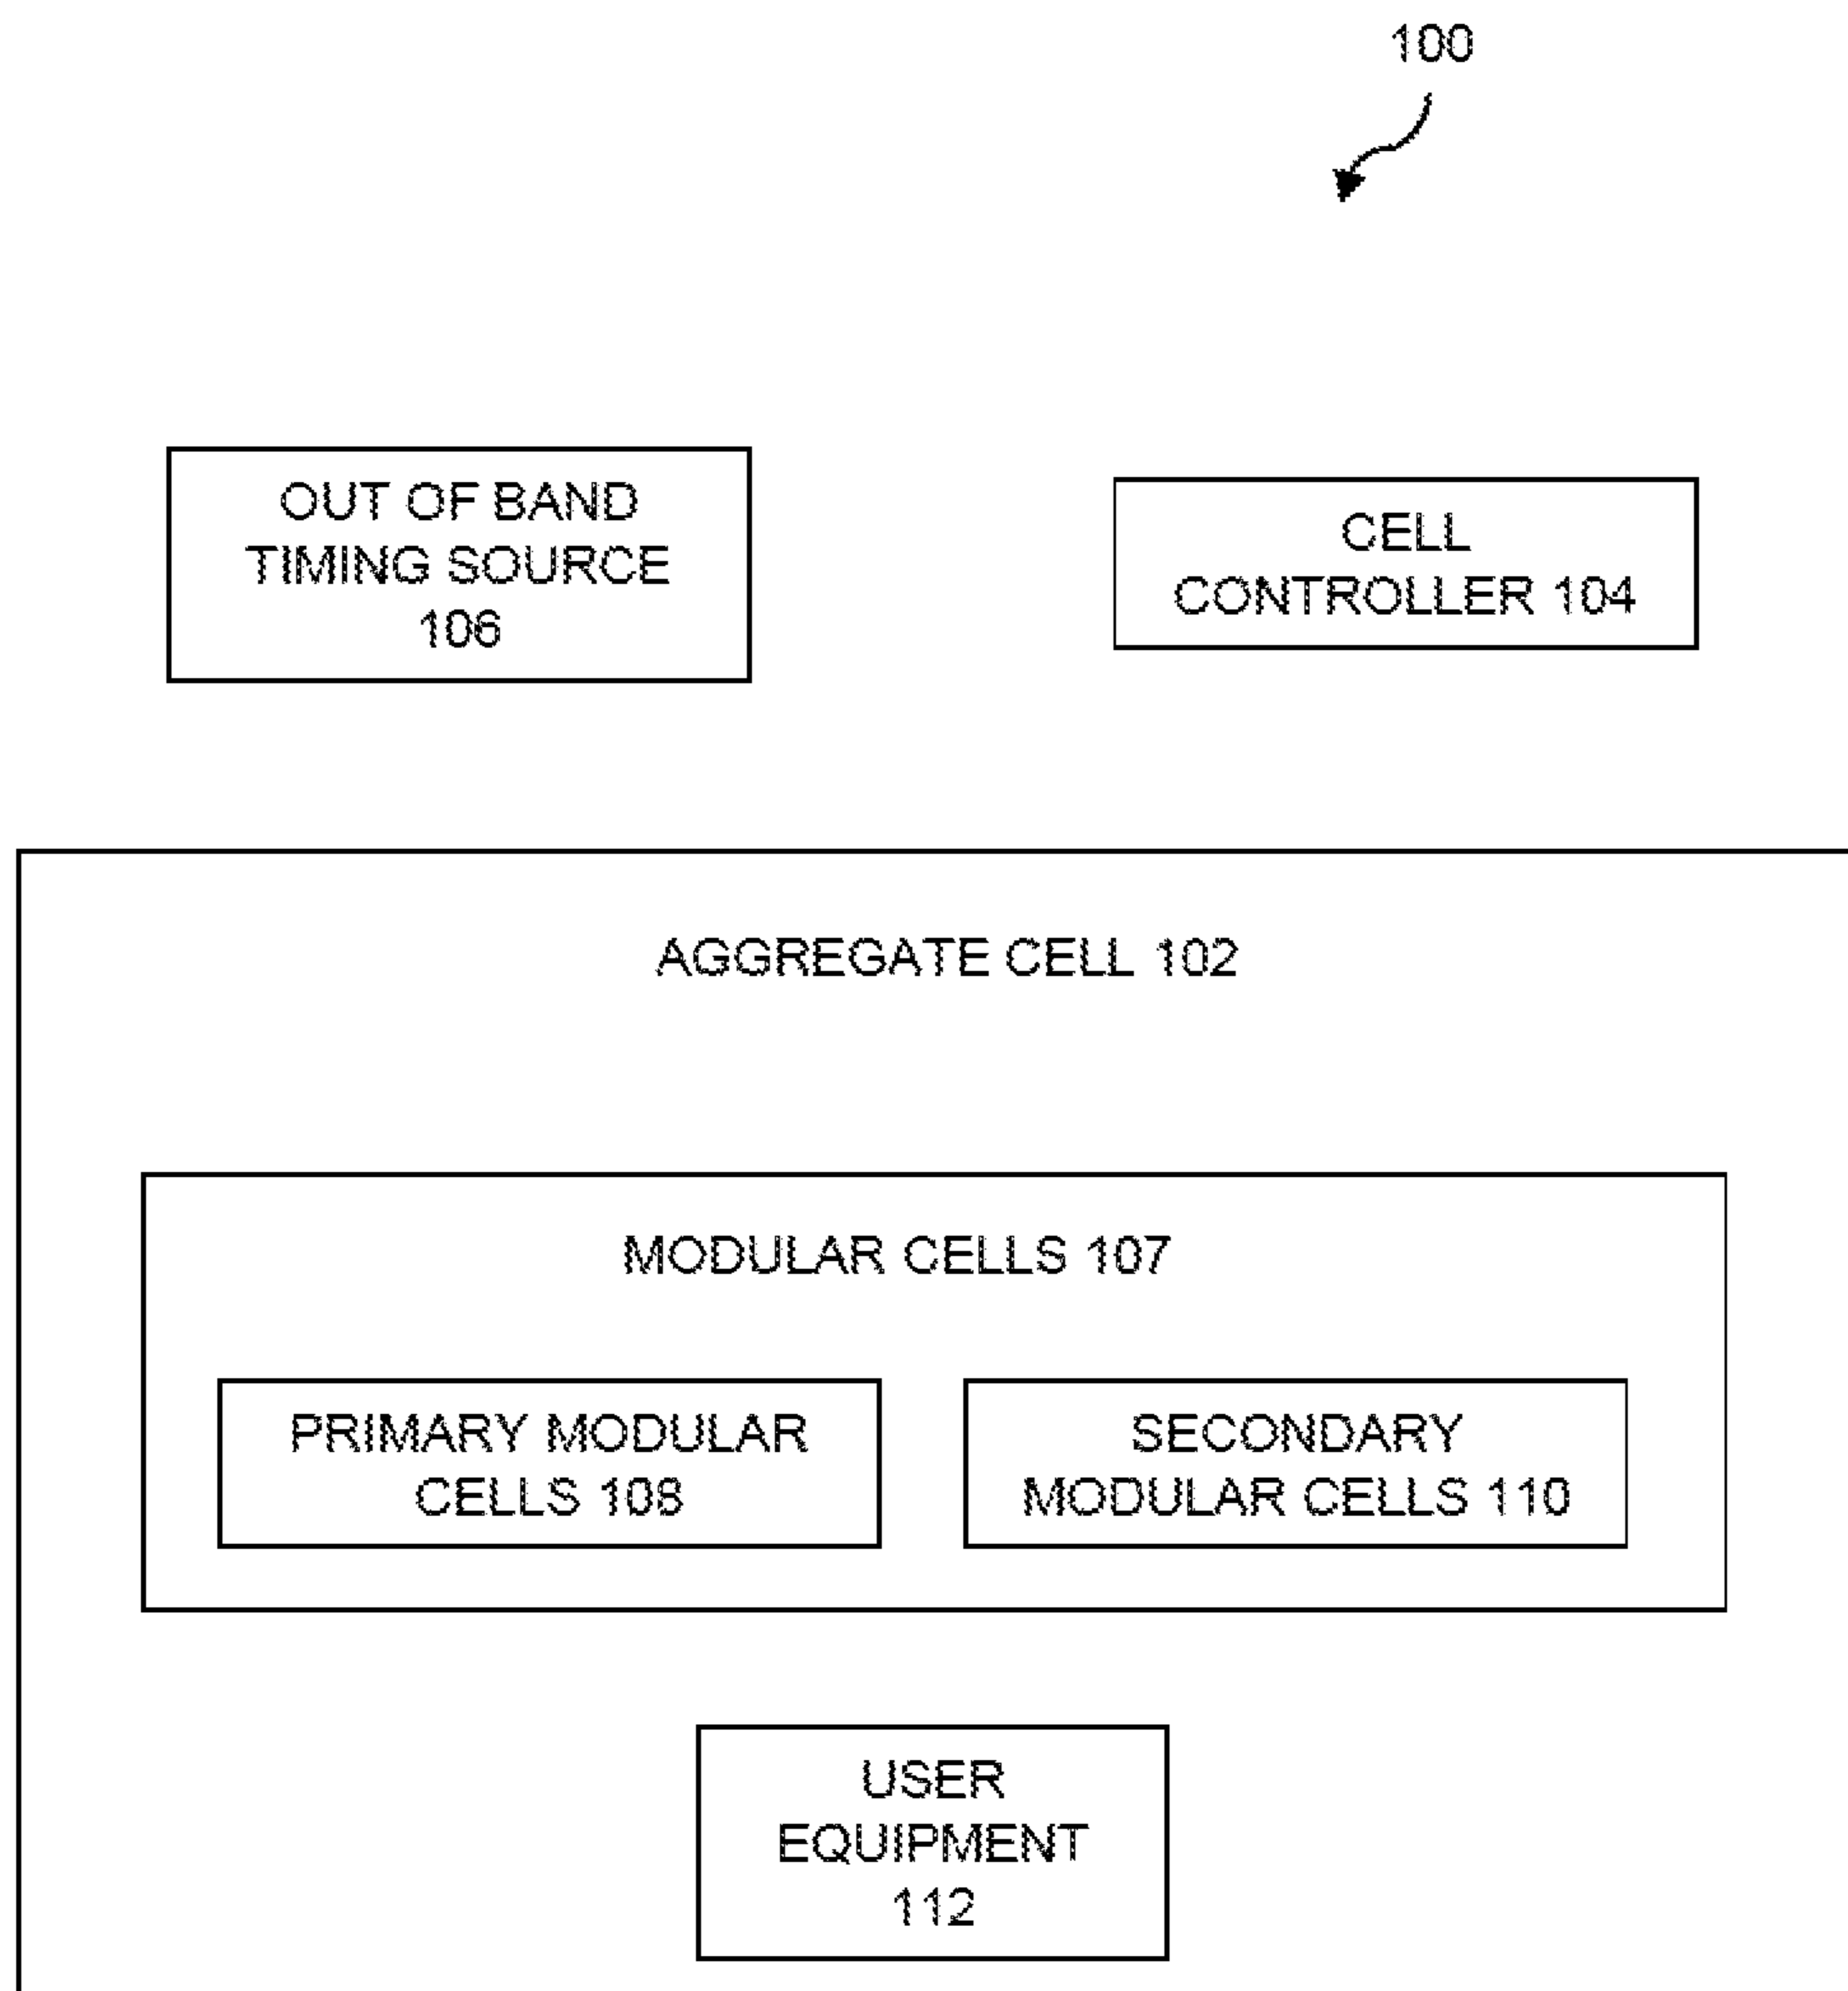 100
OUT OF BAND
TIMING SOURCE
106
CELL
CONTROLLER 104
AGGREGATE CELL 102
MODULAR CELLS 107
PRIMARY MODULAR
CELLS 108
SECONDARY
MODULAR CELLS 110
USER
EQUIPMENT
112